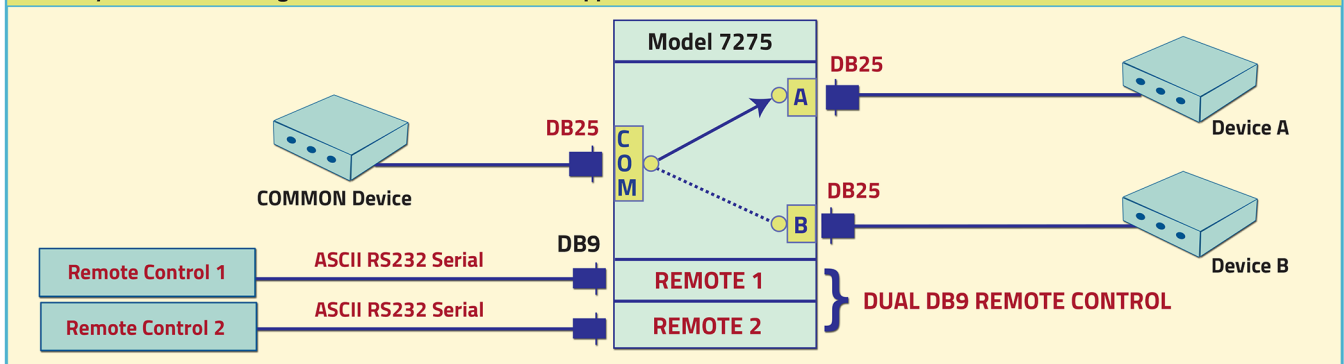 Model 7275
DB25
A
Device A
DB25
COM
COMMON Device
DB25
B
Device B
DB9
Remote Control 1
ASCII RS232 Serial
REMOTE 1
DUAL DB9 REMOTE CONTROL
Remote Control 2
ASCII RS232 Serial
REMOTE 2